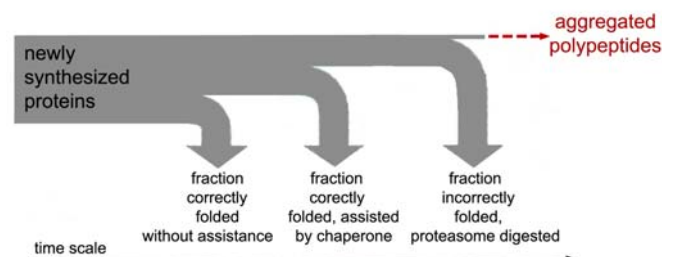 aggregated
polypeptides
newly
synthesized
proteins
fraction
correctly
folded
without assistance
fraction
corectly
folded, assisted
by chaperone
fraction
incorrectly
folded,
proteasome digested
time scale